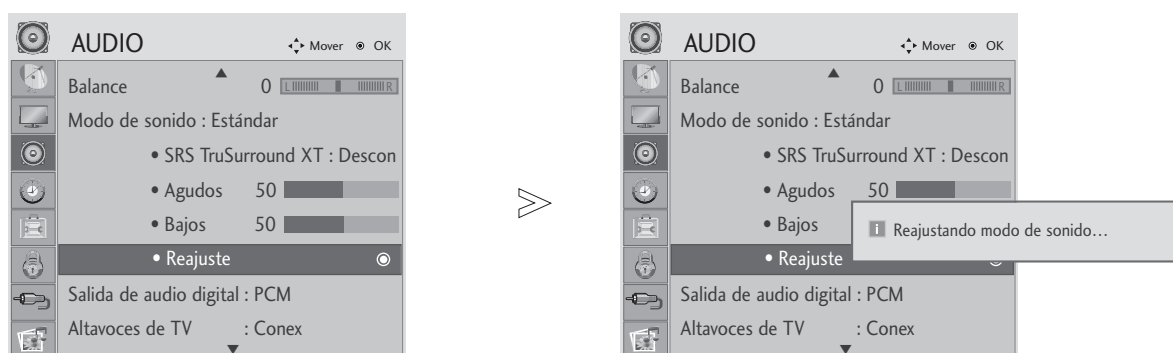 AUDIO
Mover OK
Balance 0 L R
Modo de sonido : Estándar
• SRS TruSurround XT : Descon
• Agudos 50
• Bajos 50
• Reajuste
Salida de audio digital : PCM
Altavoces de TV : Conex
AUDIO
Mover OK
Balance 0 L R
Modo de sonido : Estándar
• SRS TruSurround XT : Descon
• Agudos 50
• Bajos
i Reajustando modo de sonido...
• Reajuste
Salida de audio digital : PCM
Altavoces de TV : Conex